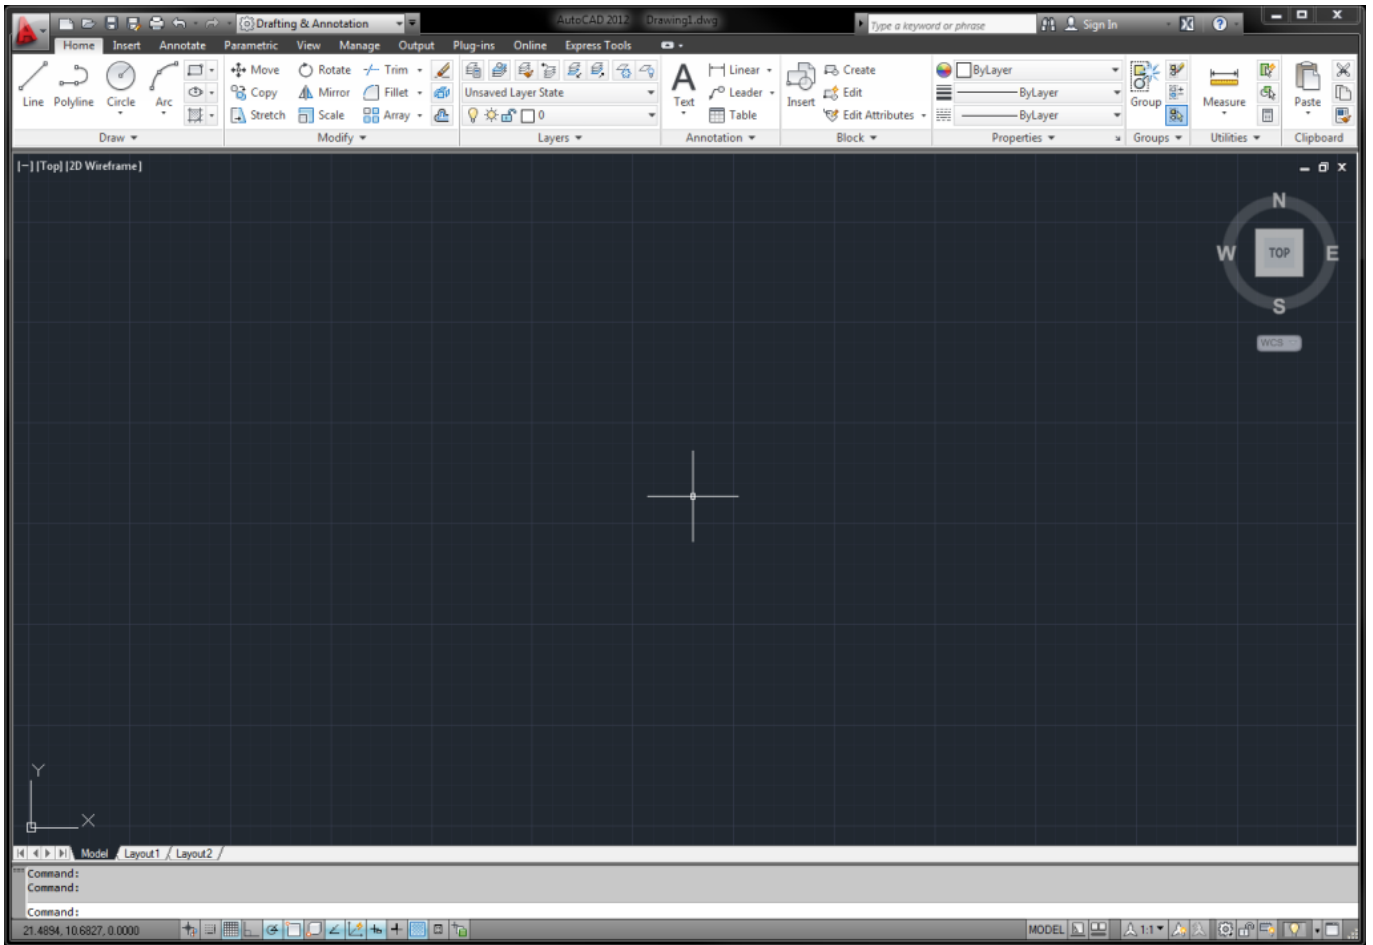 Drafting & Annotation
AutoCAD 2012 Drawing1.dwg
Type a keyword or phrase
Sign In
Home Insert Annotate Parametric View Manage Output Plug-ins Online Express Tools
Line Polyline Circle Arc
Move Rotate Trim
Copy Mirror Fillet
Stretch Scale Array
Unsaved Layer State
0
Text
Linear
Leader
Table
Insert
Create
Edit
Edit Attributes
ByLayer
ByLayer
ByLayer
Group
Measure
Paste
Draw Modify Layers Annotation Block Properties Groups Utilities Clipboard
[–] [Top] [2D Wireframe]
N
W TOP E
S
WCS
Y
X
Model Layout1 Layout2
Command:
Command:
Command:
21.4894, 10.6827, 0.0000
MODEL
1:1